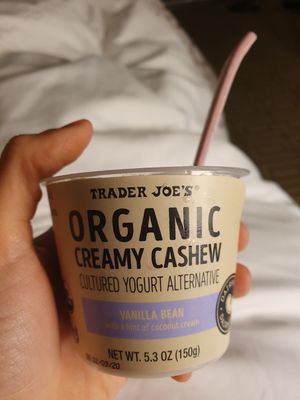 TRADER JOE'S®
ORGANIC
CREAMY CASHEW
CULTURED YOGURT ALTERNATIVE
VANILLA BEAN
with a hint of coconut cream
NET WT. 5.3 OZ (150g)